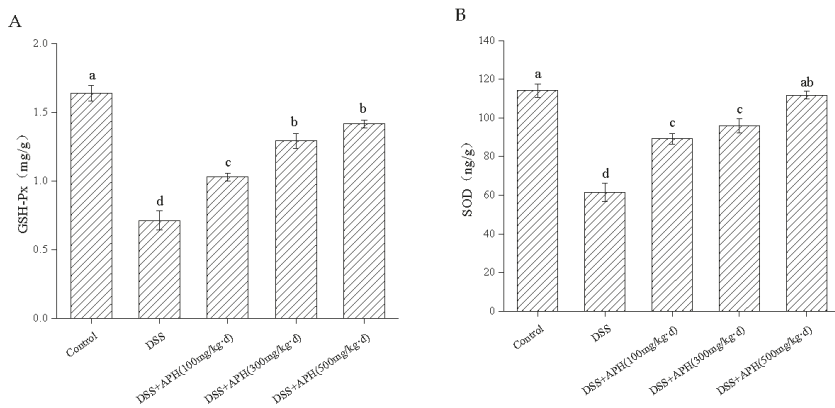 A
2.0
1.5
1.0
0.5
0.0
GSH-Px（mg/g）
a
d
c
b
b
Control
DSS
DSS+APH(100mg/kg·d)
DSS+APH(300mg/kg·d)
DSS+APH(500mg/kg·d)
B
140
120
100
80
60
40
20
0
SOD（ng/g）
a
d
c
c
ab
Control
DSS
DSS+APH(100mg/kg·d)
DSS+APH(300mg/kg·d)
DSS+APH(500mg/kg·d)